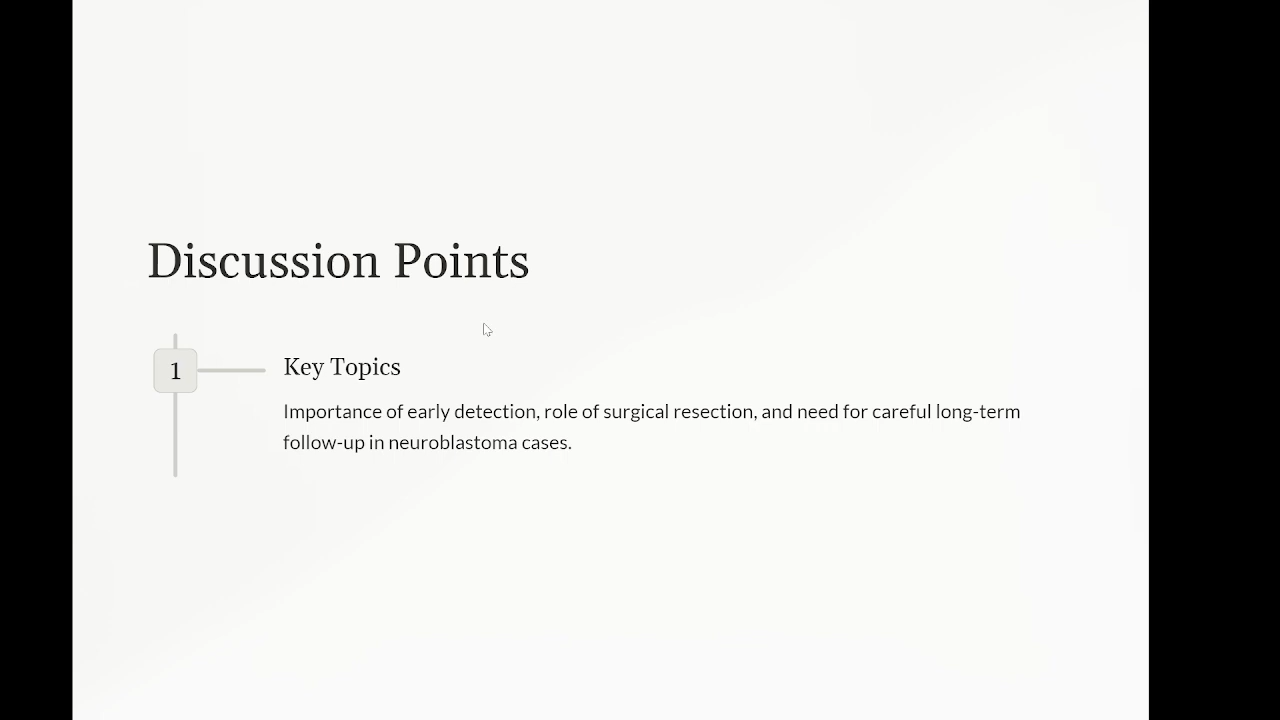 Discussion Points
1
Key Topics
Importance of early detection, role of surgical resection, and need for careful long-term
follow-up in neuroblastoma cases.